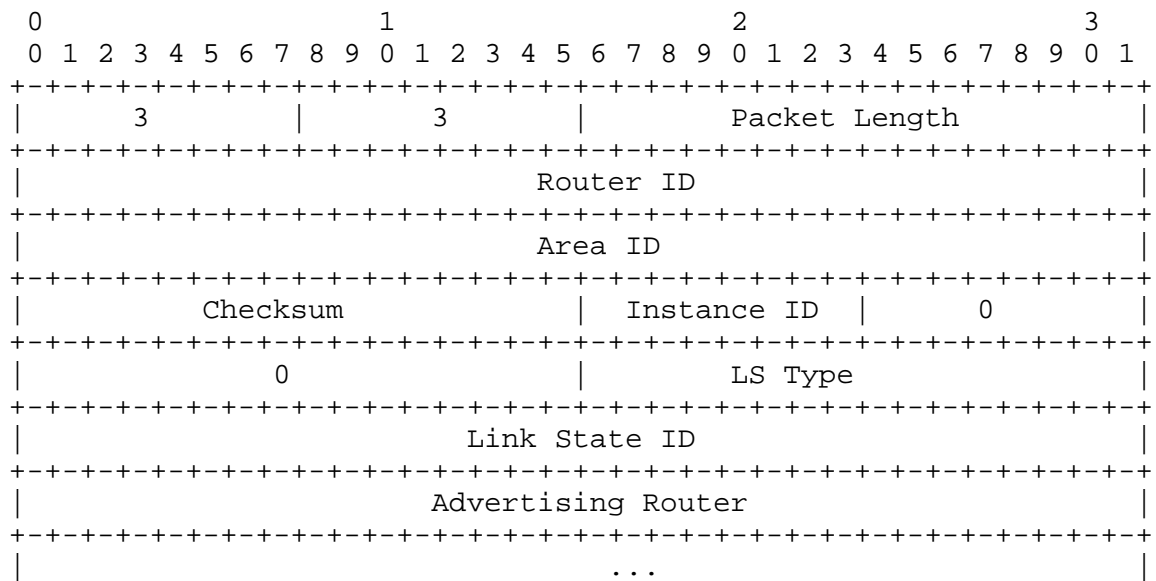 0                   1                   2                   3
 0 1 2 3 4 5 6 7 8 9 0 1 2 3 4 5 6 7 8 9 0 1 2 3 4 5 6 7 8 9 0 1
+-+-+-+-+-+-+-+-+-+-+-+-+-+-+-+-+-+-+-+-+-+-+-+-+-+-+-+-+-+-+-+-+
|      3        |       3       |        Packet Length          |
+-+-+-+-+-+-+-+-+-+-+-+-+-+-+-+-+-+-+-+-+-+-+-+-+-+-+-+-+-+-+-+-+
|                             Router ID                         |
+-+-+-+-+-+-+-+-+-+-+-+-+-+-+-+-+-+-+-+-+-+-+-+-+-+-+-+-+-+-+-+-+
|                             Area ID                           |
+-+-+-+-+-+-+-+-+-+-+-+-+-+-+-+-+-+-+-+-+-+-+-+-+-+-+-+-+-+-+-+-+
|          Checksum             |  Instance ID  |      0        |
+-+-+-+-+-+-+-+-+-+-+-+-+-+-+-+-+-+-+-+-+-+-+-+-+-+-+-+-+-+-+-+-+
|              0                |        LS Type                |
+-+-+-+-+-+-+-+-+-+-+-+-+-+-+-+-+-+-+-+-+-+-+-+-+-+-+-+-+-+-+-+-+
|                         Link State ID                         |
+-+-+-+-+-+-+-+-+-+-+-+-+-+-+-+-+-+-+-+-+-+-+-+-+-+-+-+-+-+-+-+-+
|                       Advertising Router                      |
+-+-+-+-+-+-+-+-+-+-+-+-+-+-+-+-+-+-+-+-+-+-+-+-+-+-+-+-+-+-+-+-+
|                                 ...                           |